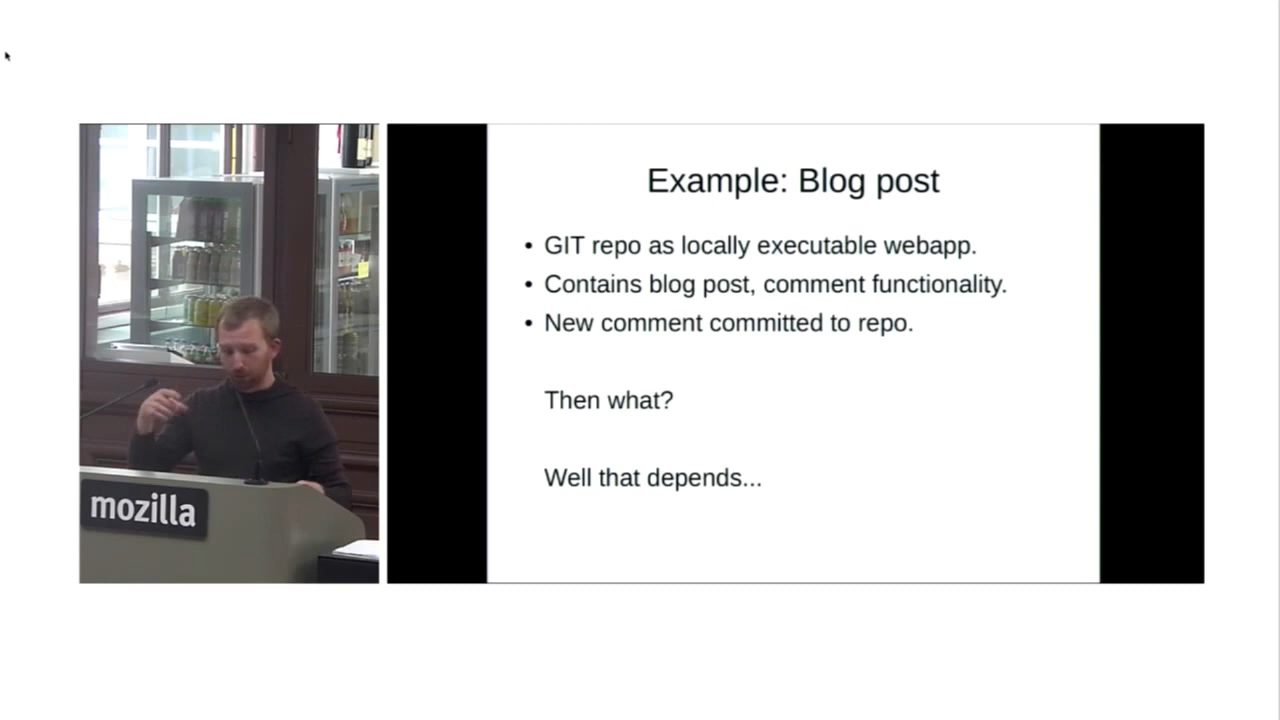 mozilla
Example: Blog post
• GIT repo as locally executable webapp.
• Contains blog post, comment functionality.
• New comment committed to repo.
Then what?
Well that depends...